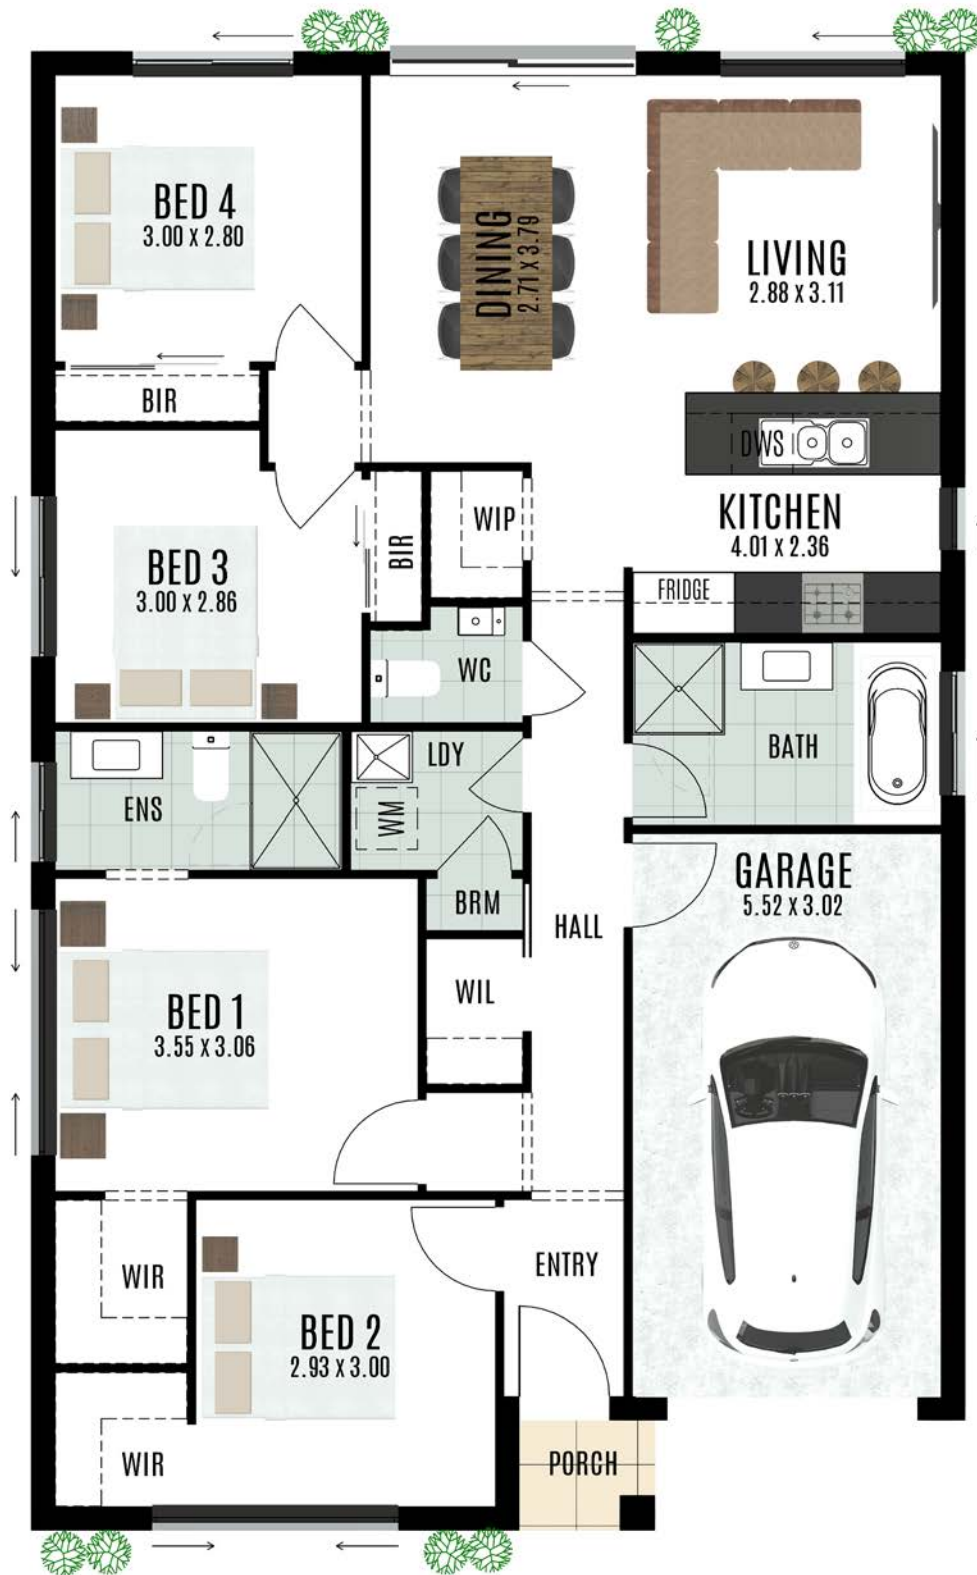 BED 4
3.00 X 2.80
DINING
2.71 X 3.79
LIVING
2.88 X 3.11
BIR
DWS
WIP
KITCHEN
4.01 X 2.36
BIR
BED 3
3.00 X 2.86
FRIDGE
WC
BATH
LDY
ENS
WM
GARAGE
5.52 X 3.02
BRM
HALL
WIL
BED 1
3.55 X 3.06
ENTRY
WIR
BED 2
2.93 X 3.00
WIR
PORCH